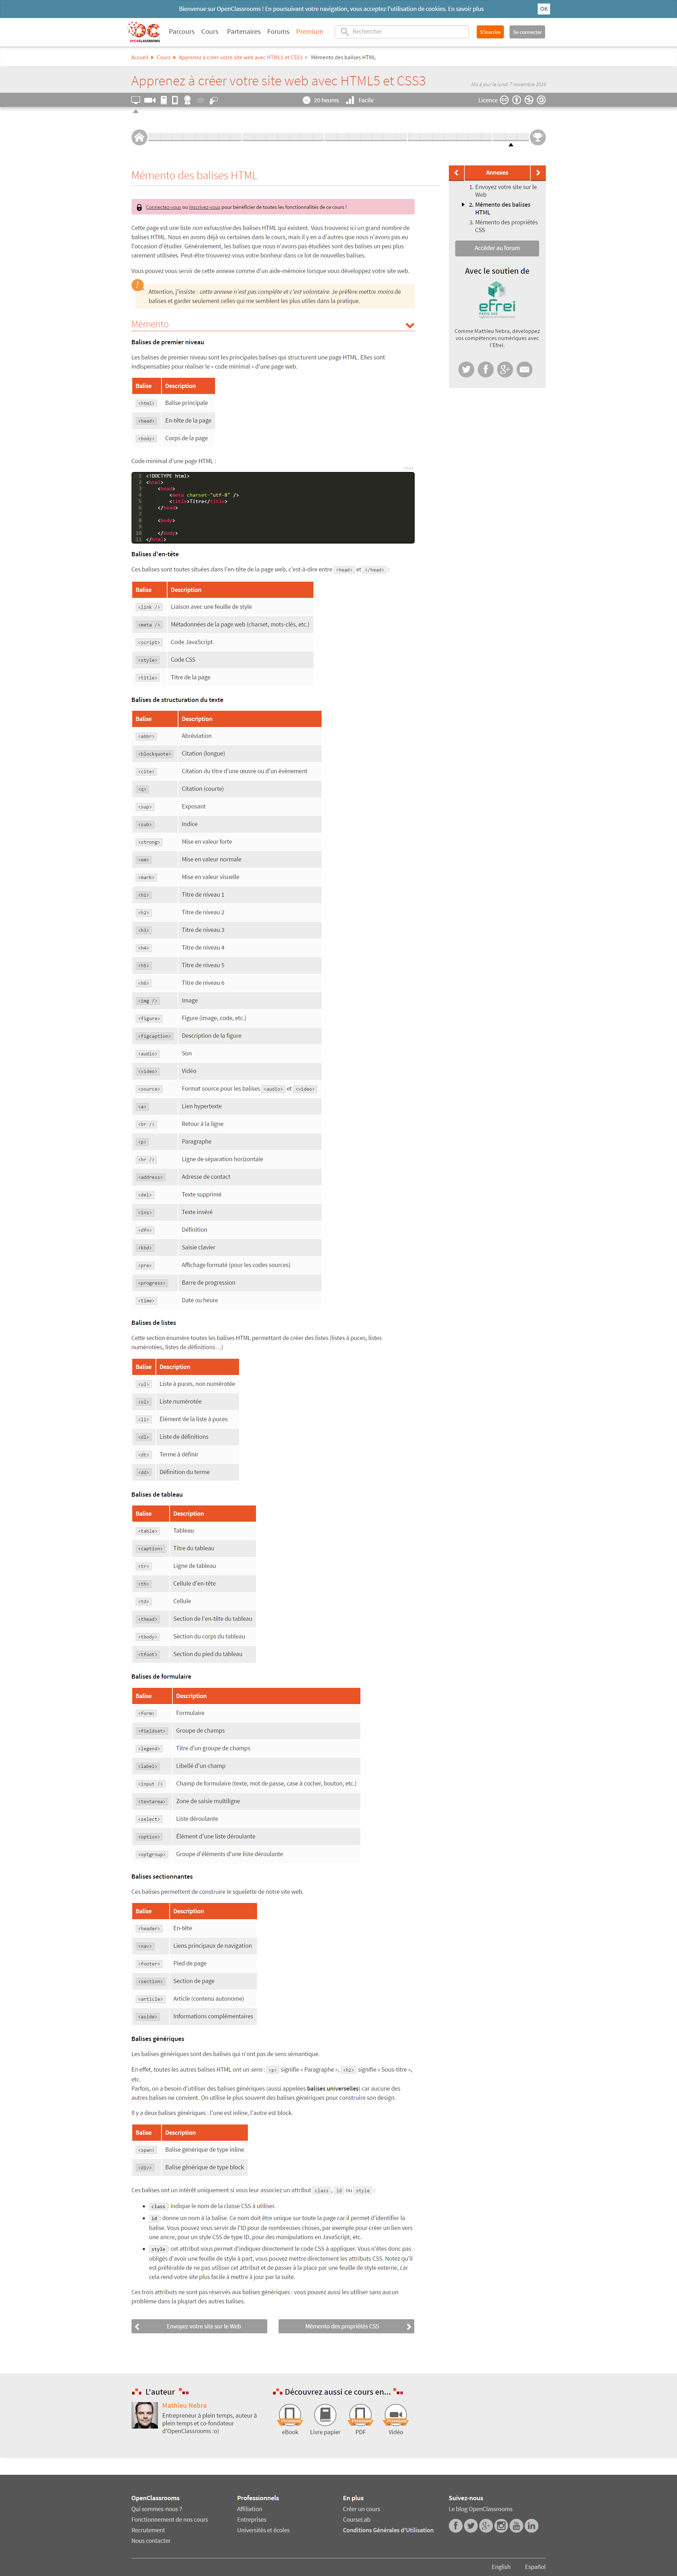 Bienvenue sur OpenClassrooms ! En poursuivant votre navigation, vous acceptez l'utilisation de cookies. En savoir plus
OK
OPENCLASSROOMS
Parcours Cours Partenaires Forums Premium
Rechercher
S'inscrire
Se connecter
Accueil Cours Apprenez à créer votre site web avec HTML5 et CSS3 Mémento des balises HTML
Apprenez à créer votre site web avec HTML5 et CSS3
Mis à jour le lundi 7 novembre 2016
20 heures Facile
Licence
Mémento des balises HTML
Connectez-vous ou inscrivez-vous pour bénéficier de toutes les fonctionnalités de ce cours !
Cette page est une liste non exhaustive des balises HTML qui existent. Vous trouverez ici un grand nombre de
balises HTML. Nous en avons déjà vu certaines dans le cours, mais il y en a d'autres que nous n'avons pas eu
l'occasion d'étudier. Généralement, les balises que nous n'avons pas étudiées sont des balises un peu plus
rarement utilisées. Peut-être trouverez-vous votre bonheur dans ce lot de nouvelles balises.
Vous pouvez vous servir de cette annexe comme d'un aide-mémoire lorsque vous développez votre site web.
Attention, j'insiste : cette annexe n'est pas complète et c'est volontaire. Je préfère mettre moins de
balises et garder seulement celles qui me semblent les plus utiles dans la pratique.
Mémento
Balises de premier niveau
Les balises de premier niveau sont les principales balises qui structurent une page HTML. Elles sont
indispensables pour réaliser le « code minimal » d'une page web.
Balise Description
<html> Balise principale
<head> En-tête de la page
<body> Corps de la page
Code minimal d'une page HTML :
1 <!DOCTYPE html>
2 <html>
3 <head>
4 <meta charset="utf-8" />
5 <title>Titre</title>
6 </head>
7
8 <body>
9
10 </body>
11 </html>
Balises d'en-tête
Ces balises sont toutes situées dans l'en-tête de la page web, c'est-à-dire entre <head> et </head> :
Balise Description
<link /> Liaison avec une feuille de style
<meta /> Métadonnées de la page web (charset, mots-clés, etc.)
<script> Code JavaScript
<style> Code CSS
<title> Titre de la page
Balises de structuration du texte
Balise Description
<abbr> Abréviation
<blockquote> Citation (longue)
<cite> Citation du titre d'une œuvre ou d'un évènement
<q> Citation (courte)
<sup> Exposant
<sub> Indice
<strong> Mise en valeur forte
<em> Mise en valeur normale
<mark> Mise en valeur visuelle
<h1> Titre de niveau 1
<h2> Titre de niveau 2
<h3> Titre de niveau 3
<h4> Titre de niveau 4
<h5> Titre de niveau 5
<h6> Titre de niveau 6
<img /> Image
<figure> Figure (image, code, etc.)
<figcaption> Description de la figure
<audio> Son
<video> Vidéo
<source> Format source pour les balises <audio> et <video>
<a> Lien hypertexte
<br /> Retour à la ligne
<p> Paragraphe
<hr /> Ligne de séparation horizontale
<address> Adresse de contact
<del> Texte supprimé
<ins> Texte inséré
<dfn> Définition
<kbd> Saisie clavier
<pre> Affichage formaté (pour les codes sources)
<progress> Barre de progression
<time> Date ou heure
Balises de listes
Cette section énumère toutes les balises HTML permettant de créer des listes (listes à puces, listes
numérotées, listes de définitions…)
Balise Description
<ul> Liste à puces, non numérotée
<ol> Liste numérotée
<li> Élément de la liste à puces
<dl> Liste de définitions
<dt> Terme à définir
<dd> Définition du terme
Balises de tableau
Balise Description
<table> Tableau
<caption> Titre du tableau
<tr> Ligne de tableau
<th> Cellule d'en-tête
<td> Cellule
<thead> Section de l'en-tête du tableau
<tbody> Section du corps du tableau
<tfoot> Section du pied du tableau
Balises de formulaire
Balise Description
<form> Formulaire
<fieldset> Groupe de champs
<legend> Titre d'un groupe de champs
<label> Libellé d'un champ
<input /> Champ de formulaire (texte, mot de passe, case à cocher, bouton, etc.)
<textarea> Zone de saisie multiligne
<select> Liste déroulante
<option> Élément d'une liste déroulante
<optgroup> Groupe d'éléments d'une liste déroulante
Balises sectionnantes
Ces balises permettent de construire le squelette de notre site web.
Balise Description
<header> En-tête
<nav> Liens principaux de navigation
<footer> Pied de page
<section> Section de page
<article> Article (contenu autonome)
<aside> Informations complémentaires
Balises génériques
Les balises génériques sont des balises qui n'ont pas de sens sémantique.
En effet, toutes les autres balises HTML ont un sens : <p> signifie « Paragraphe », <h2> signifie « Sous-titre »,
etc.
Parfois, on a besoin d'utiliser des balises génériques (aussi appelées balises universelles) car aucune des
autres balises ne convient. On utilise le plus souvent des balises génériques pour construire son design.
Il y a deux balises génériques : l'une est inline, l'autre est block.
Balise Description
<span> Balise générique de type inline
<div> Balise générique de type block
Ces balises ont un intérêt uniquement si vous leur associez un attribut class , id ou style :
• class : indique le nom de la classe CSS à utiliser.
• id : donne un nom à la balise. Ce nom doit être unique sur toute la page car il permet d'identifier la
balise. Vous pouvez vous servir de l'ID pour de nombreuses choses, par exemple pour créer un lien vers
une ancre, pour un style CSS de type ID, pour des manipulations en JavaScript, etc.
• style : cet attribut vous permet d'indiquer directement le code CSS à appliquer. Vous n'êtes donc pas
obligés d'avoir une feuille de style à part, vous pouvez mettre directement les attributs CSS. Notez qu'il
est préférable de ne pas utiliser cet attribut et de passer à la place par une feuille de style externe, car
cela rend votre site plus facile à mettre à jour par la suite.
Ces trois attributs ne sont pas réservés aux balises génériques : vous pouvez aussi les utiliser sans aucun
problème dans la plupart des autres balises.
Envoyez votre site sur le Web
Mémento des propriétés CSS
Annexes
1. Envoyez votre site sur le
Web
2. Mémento des balises
HTML
3. Mémento des propriétés
CSS
Accéder au forum
Avec le soutien de
efrei
Comme Mathieu Nebra, développez
vos compétences numériques avec
l'Efrei.
L'auteur
Mathieu Nebra
Entrepreneur à plein temps, auteur à
plein temps et co-fondateur
d'OpenClassrooms :o)
Découvrez aussi ce cours en...
eBook Livre papier PDF Vidéo
OpenClassrooms
Qui sommes-nous ?
Fonctionnement de nos cours
Recrutement
Nous contacter
Professionnels
Affiliation
Entreprises
Universités et écoles
En plus
Créer un cours
CourseLab
Conditions Générales d'Utilisation
Suivez-nous
Le blog OpenClassrooms
English Español